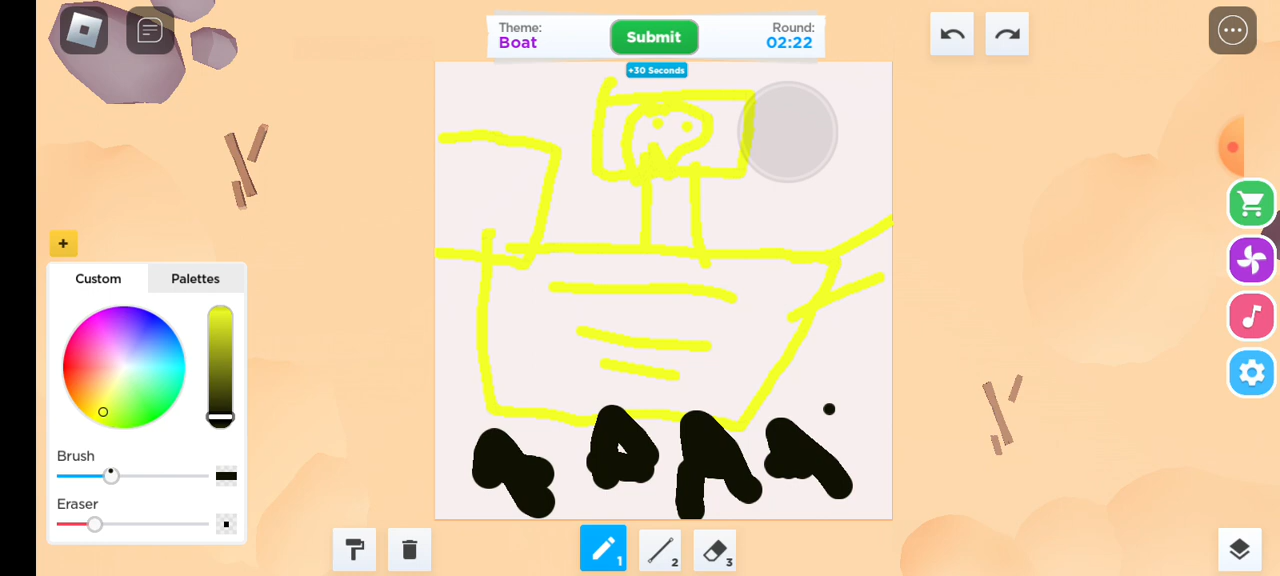 Theme:
Boat
Submit
Round:
02:22
+30 Seconds
+
Custom
Palettes
Brush
Eraser
1
2
3